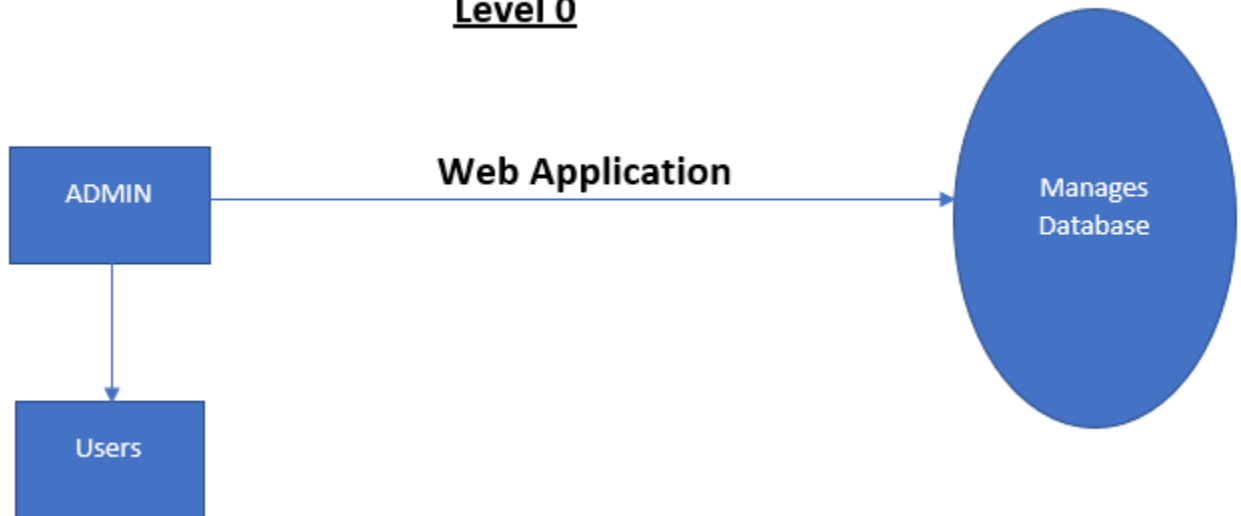 Level 0
Web Application
ADMIN
Manages
Database
Users